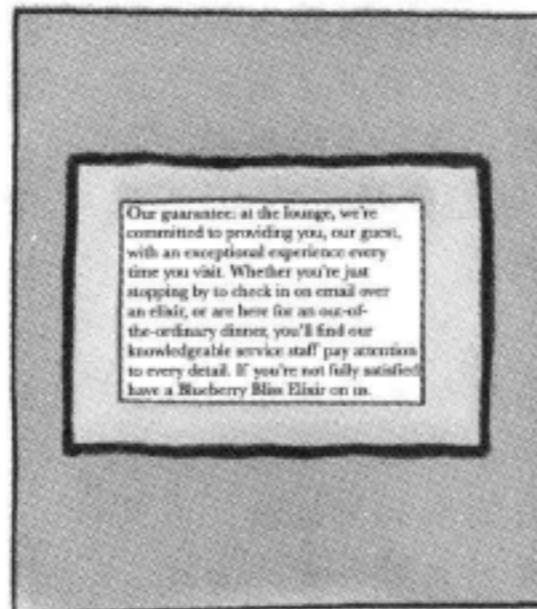 Our guarantee: at the lounge, we're
committed to providing you, our guest,
with an exceptional experience every
time you visit. Whether you're just
stopping by to check in on email over
an elixir, or are here for an out-of-
the-ordinary dinner, you'll find our
knowledgeable service staff pay attention
to every detail. If you're not fully satisfied
have a Blueberry Bliss Elixir on us.